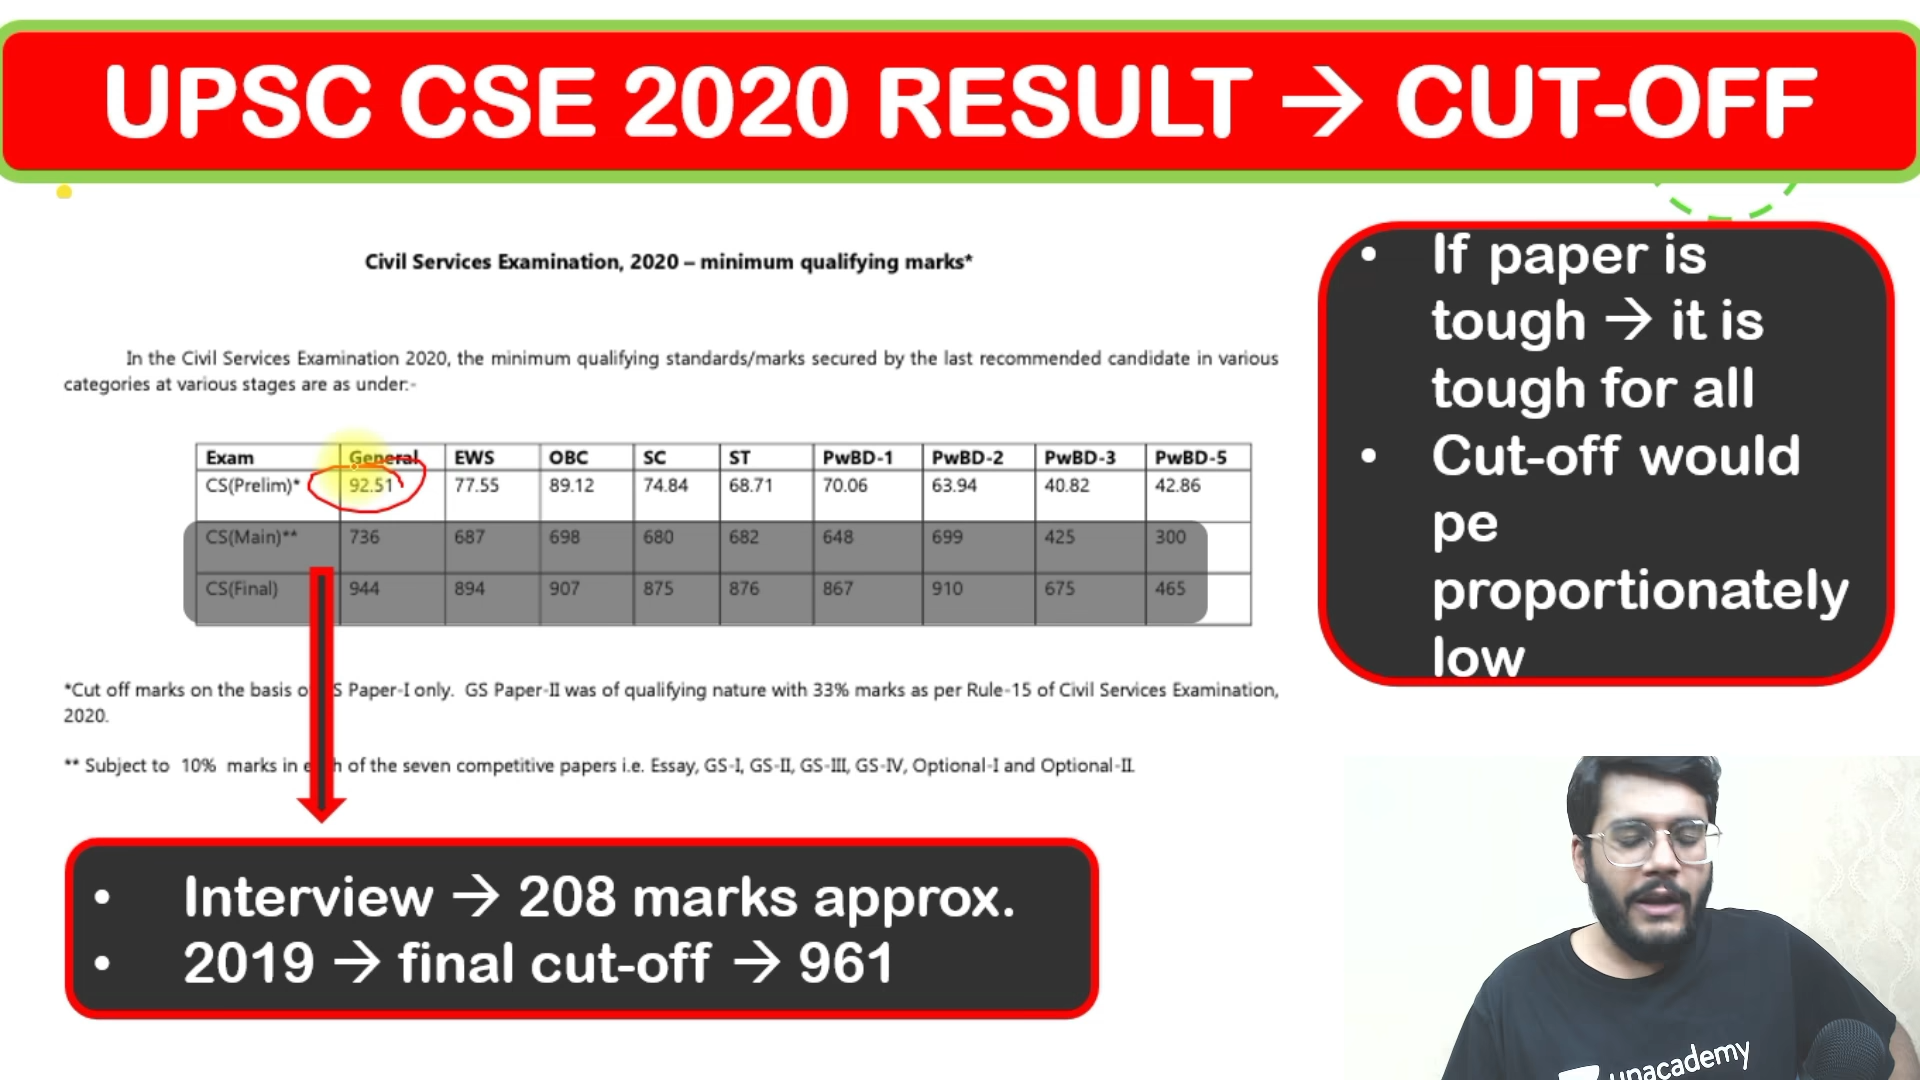 UPSC CSE 2020 RESULT → CUT-OFF
Civil Services Examination, 2020 – minimum qualifying marks*
In the Civil Services Examination 2020, the minimum qualifying standards/marks secured by the last recommended candidate in various
categories at various stages are as under:-
Exam General EWS OBC SC ST PwBD-1 PwBD-2 PwBD-3 PwBD-5
CS(Prelim)* 92.51 77.55 89.12 74.84 68.71 70.06 63.94 40.82 42.86
CS(Main)** 736 687 698 680 682 648 699 425 300
CS(Final) 944 894 907 875 876 867 910 675 465
*Cut off marks on the basis o S Paper-I only. GS Paper-II was of qualifying nature with 33% marks as per Rule-15 of Civil Services Examination,
2020.
** Subject to 10% marks in e h of the seven competitive papers i.e. Essay, GS-I, GS-II, GS-III, GS-IV, Optional-I and Optional-II.
• If paper is
tough → it is
tough for all
• Cut-off would
pe
proportionately
low
• Interview → 208 marks approx.
• 2019 → final cut-off → 961
unacademy